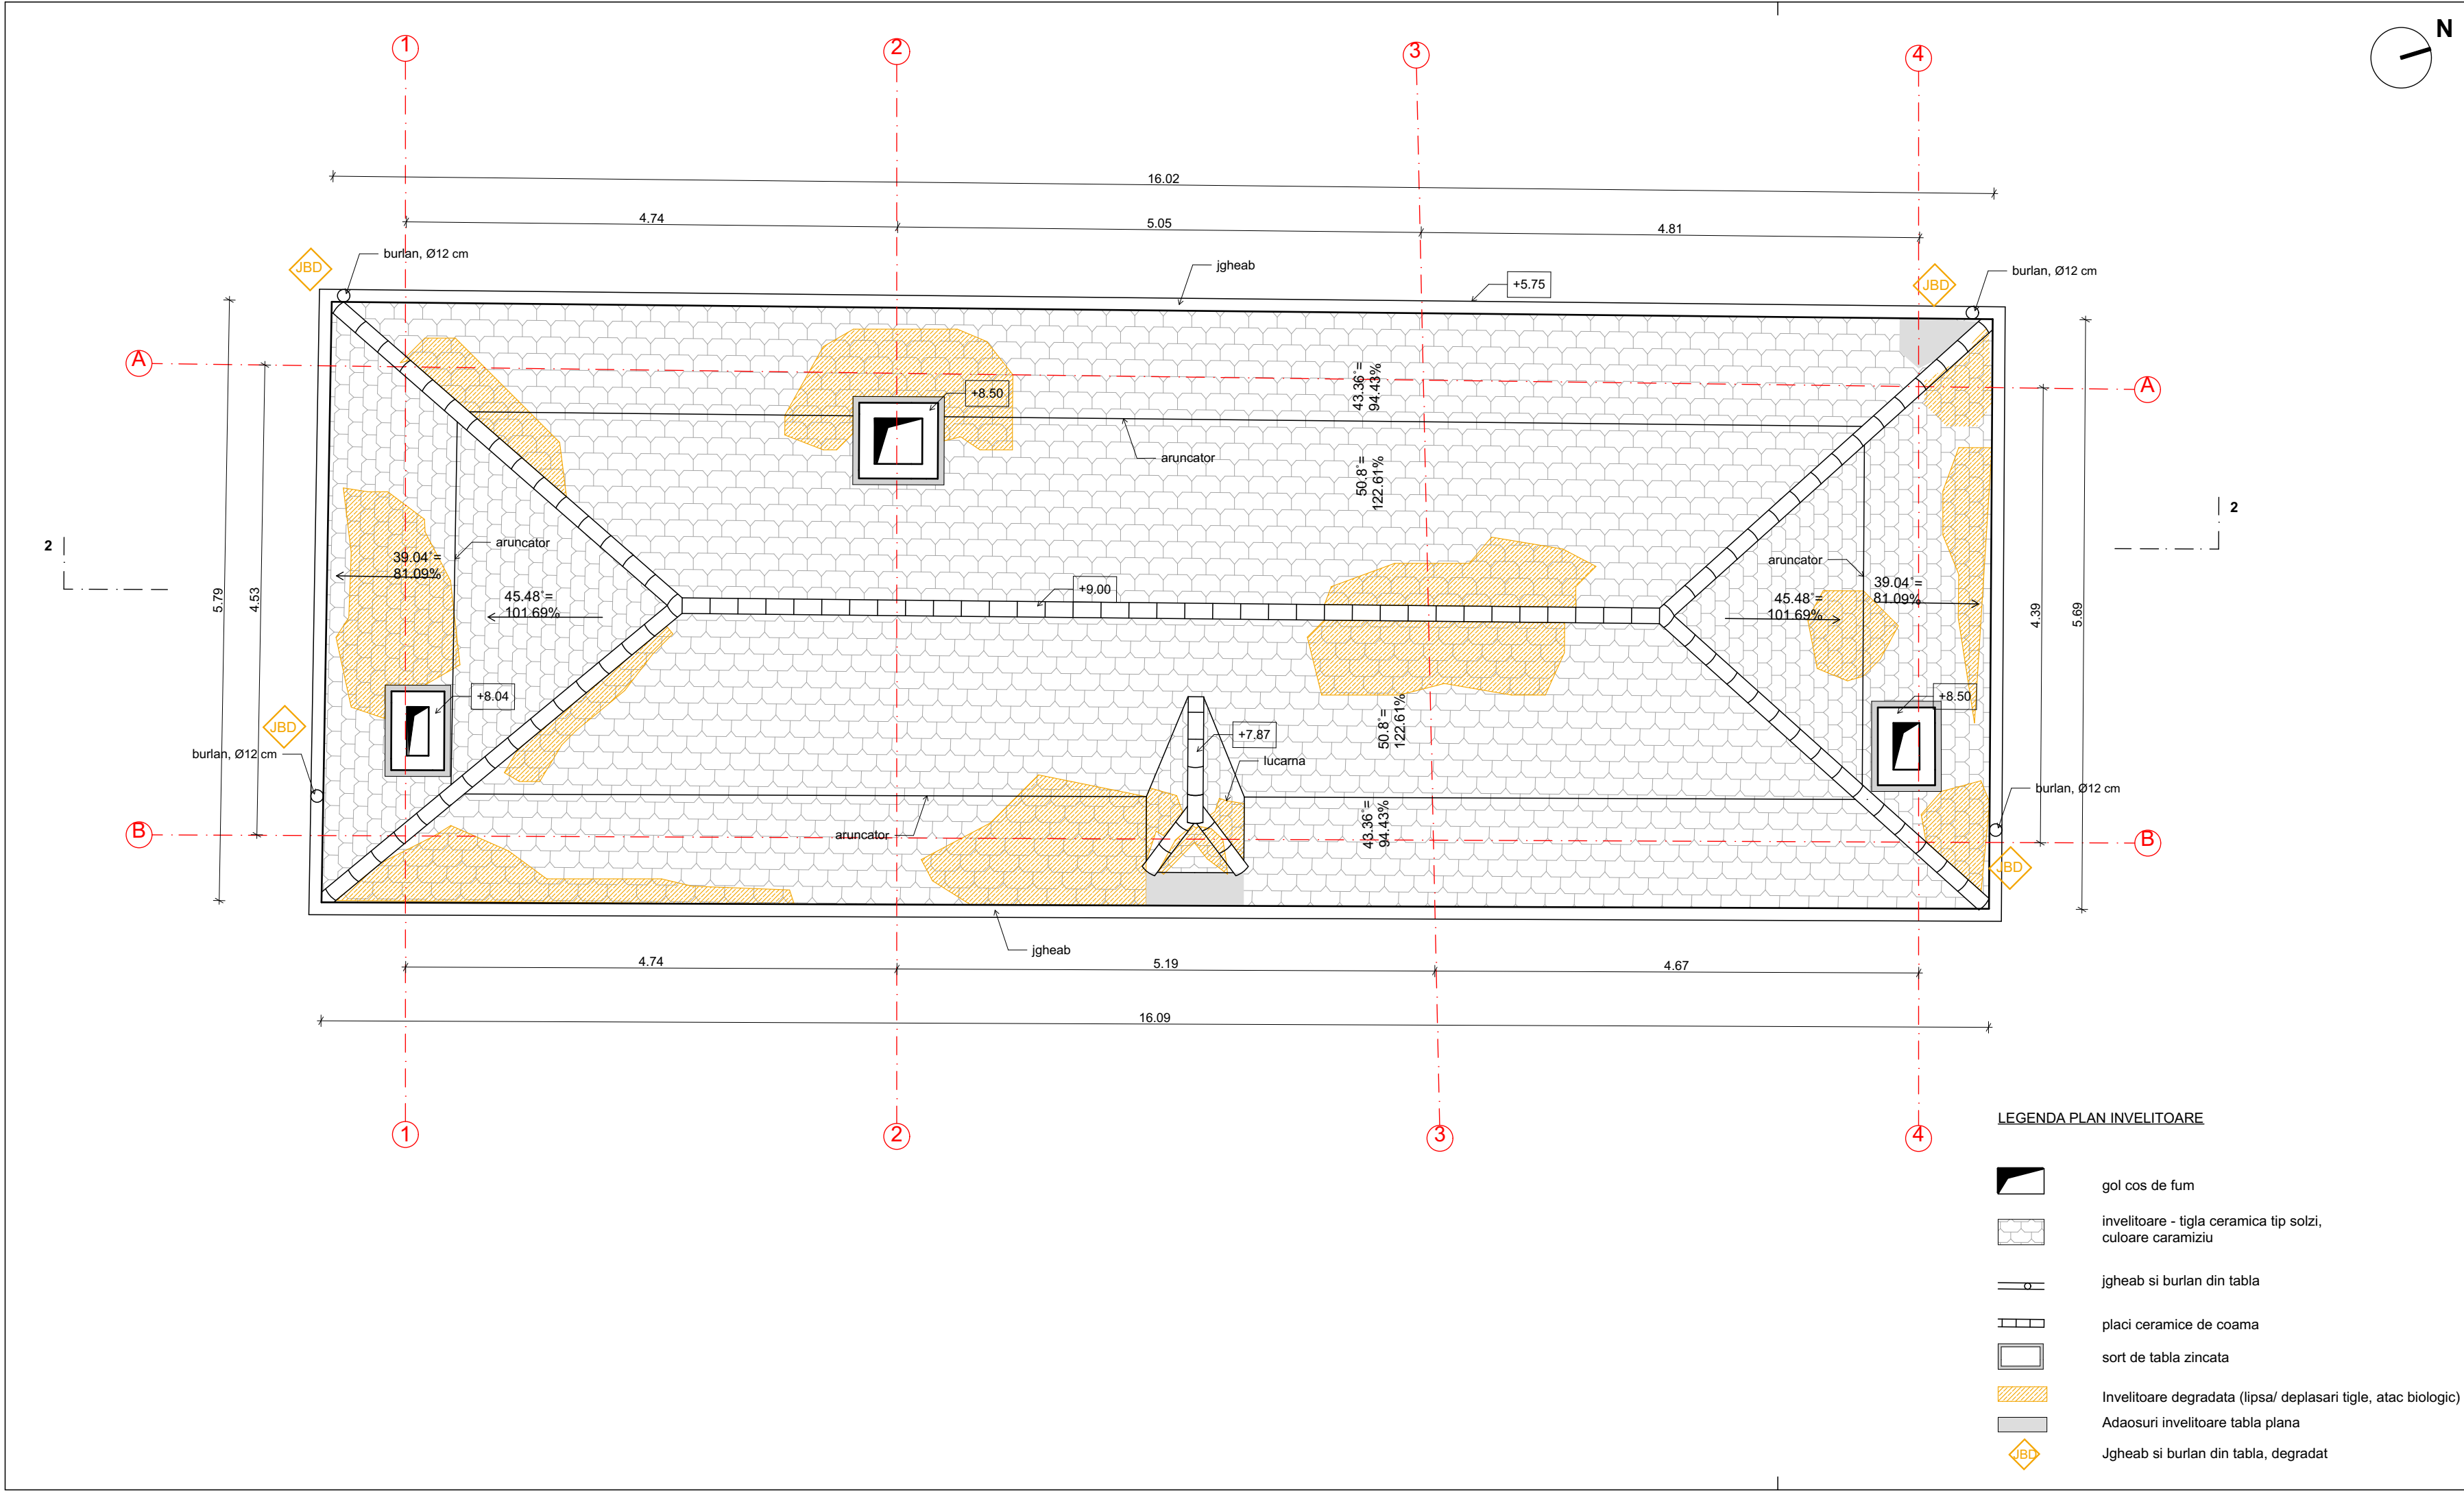 N
1
2
3
4
16.02
4.74
5.05
4.81
JBD
burlan, Ø12 cm
jgheab
+5.75
JBD
burlan, Ø12 cm
A
A
43.36°=
94.43%
+8.50
aruncator
50.8°=
122.61%
2
2
aruncator
39.04°=
81.09%
45.48°=
101.69%
+9.00
aruncator
39.04°=
81.09%
45.48°=
101.69%
5.79
4.53
4.39
5.69
+8.04
+8.50
JBD
burlan, Ø12 cm
+7.87
lucarna
50.8°=
122.61%
burlan, Ø12 cm
aruncator
43.36°=
94.43%
B
B
JBD
jgheab
4.74
5.19
4.67
16.09
1
2
3
4
LEGENDA PLAN INVELITOARE
gol cos de fum
invelitoare - tigla ceramica tip solzi,
culoare caramiziu
jgheab si burlan din tabla
placi ceramice de coama
sort de tabla zincata
Invelitoare degradata (lipsa/ deplasari tigle, atac biologic)
Adaosuri invelitoare tabla plana
JBD
Jgheab si burlan din tabla, degradat